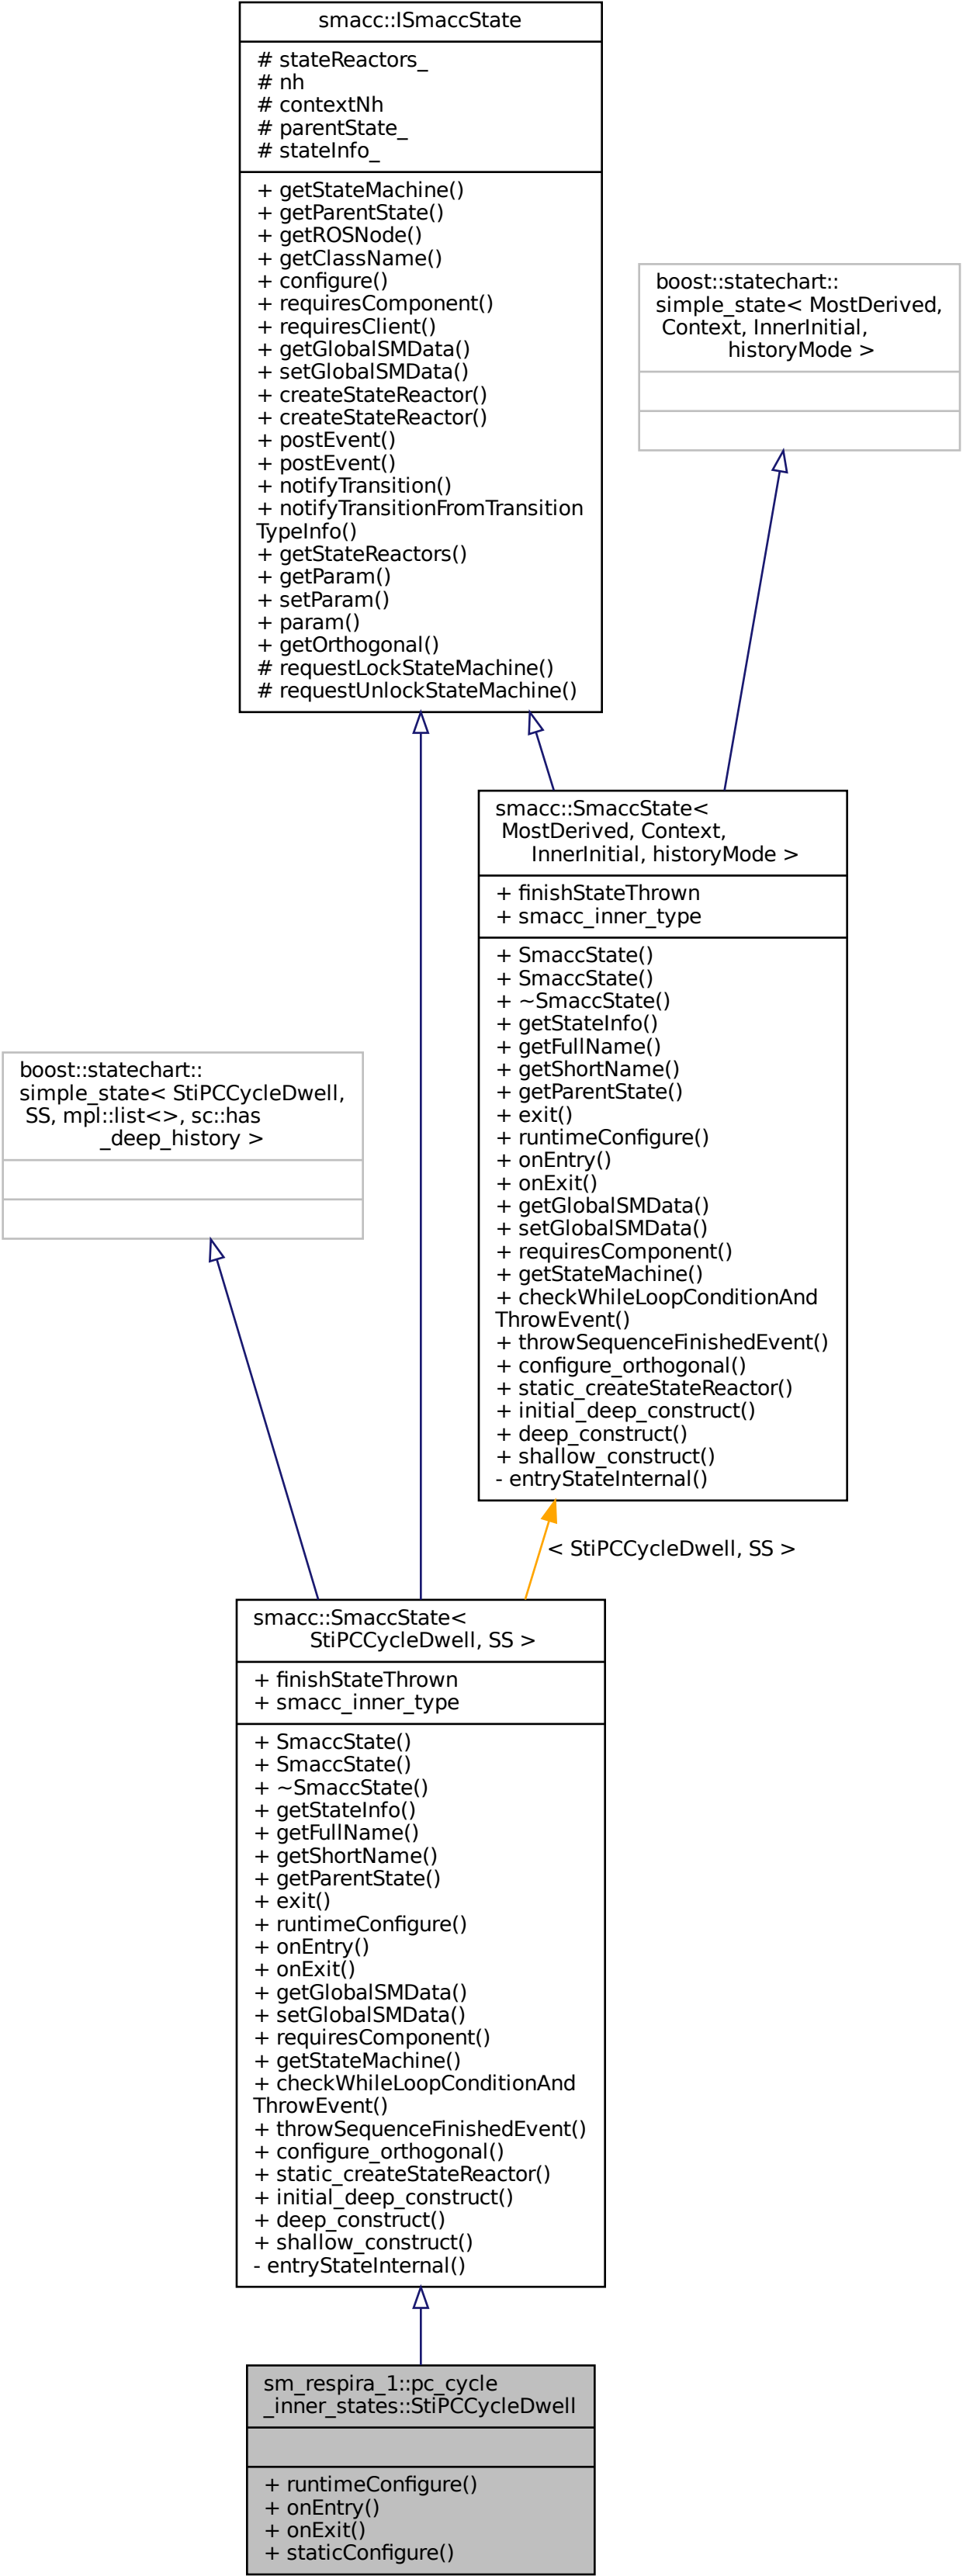 smacc::ISmaccState
# stateReactors_
# nh
# contextNh
# parentState_
# stateInfo_
+ getStateMachine()
+ getParentState()
+ getROSNode()
+ getClassName()
+ configure()
+ requiresComponent()
+ requiresClient()
+ getGlobalSMData()
+ setGlobalSMData()
+ createStateReactor()
+ createStateReactor()
+ postEvent()
+ postEvent()
+ notifyTransition()
+ notifyTransitionFromTransition
TypeInfo()
+ getStateReactors()
+ getParam()
+ setParam()
+ param()
+ getOrthogonal()
# requestLockStateMachine()
# requestUnlockStateMachine()
boost::statechart::
simple_state< MostDerived,
Context, InnerInitial,
historyMode >
smacc::SmaccState<
MostDerived, Context,
InnerInitial, historyMode >
+ finishStateThrown
+ smacc_inner_type
+ SmaccState()
+ SmaccState()
+ ~SmaccState()
+ getStateInfo()
+ getFullName()
+ getShortName()
+ getParentState()
+ exit()
+ runtimeConfigure()
+ onEntry()
+ onExit()
+ getGlobalSMData()
+ setGlobalSMData()
+ requiresComponent()
+ getStateMachine()
+ checkWhileLoopConditionAnd
ThrowEvent()
+ throwSequenceFinishedEvent()
+ configure_orthogonal()
+ static_createStateReactor()
+ initial_deep_construct()
+ deep_construct()
+ shallow_construct()
- entryStateInternal()
boost::statechart::
simple_state< StiPCCycleDwell,
SS, mpl::list<>, sc::has
_deep_history >
< StiPCCycleDwell, SS >
smacc::SmaccState<
StiPCCycleDwell, SS >
+ finishStateThrown
+ smacc_inner_type
+ SmaccState()
+ SmaccState()
+ ~SmaccState()
+ getStateInfo()
+ getFullName()
+ getShortName()
+ getParentState()
+ exit()
+ runtimeConfigure()
+ onEntry()
+ onExit()
+ getGlobalSMData()
+ setGlobalSMData()
+ requiresComponent()
+ getStateMachine()
+ checkWhileLoopConditionAnd
ThrowEvent()
+ throwSequenceFinishedEvent()
+ configure_orthogonal()
+ static_createStateReactor()
+ initial_deep_construct()
+ deep_construct()
+ shallow_construct()
- entryStateInternal()
sm_respira_1::pc_cycle
_inner_states::StiPCCycleDwell
+ runtimeConfigure()
+ onEntry()
+ onExit()
+ staticConfigure()